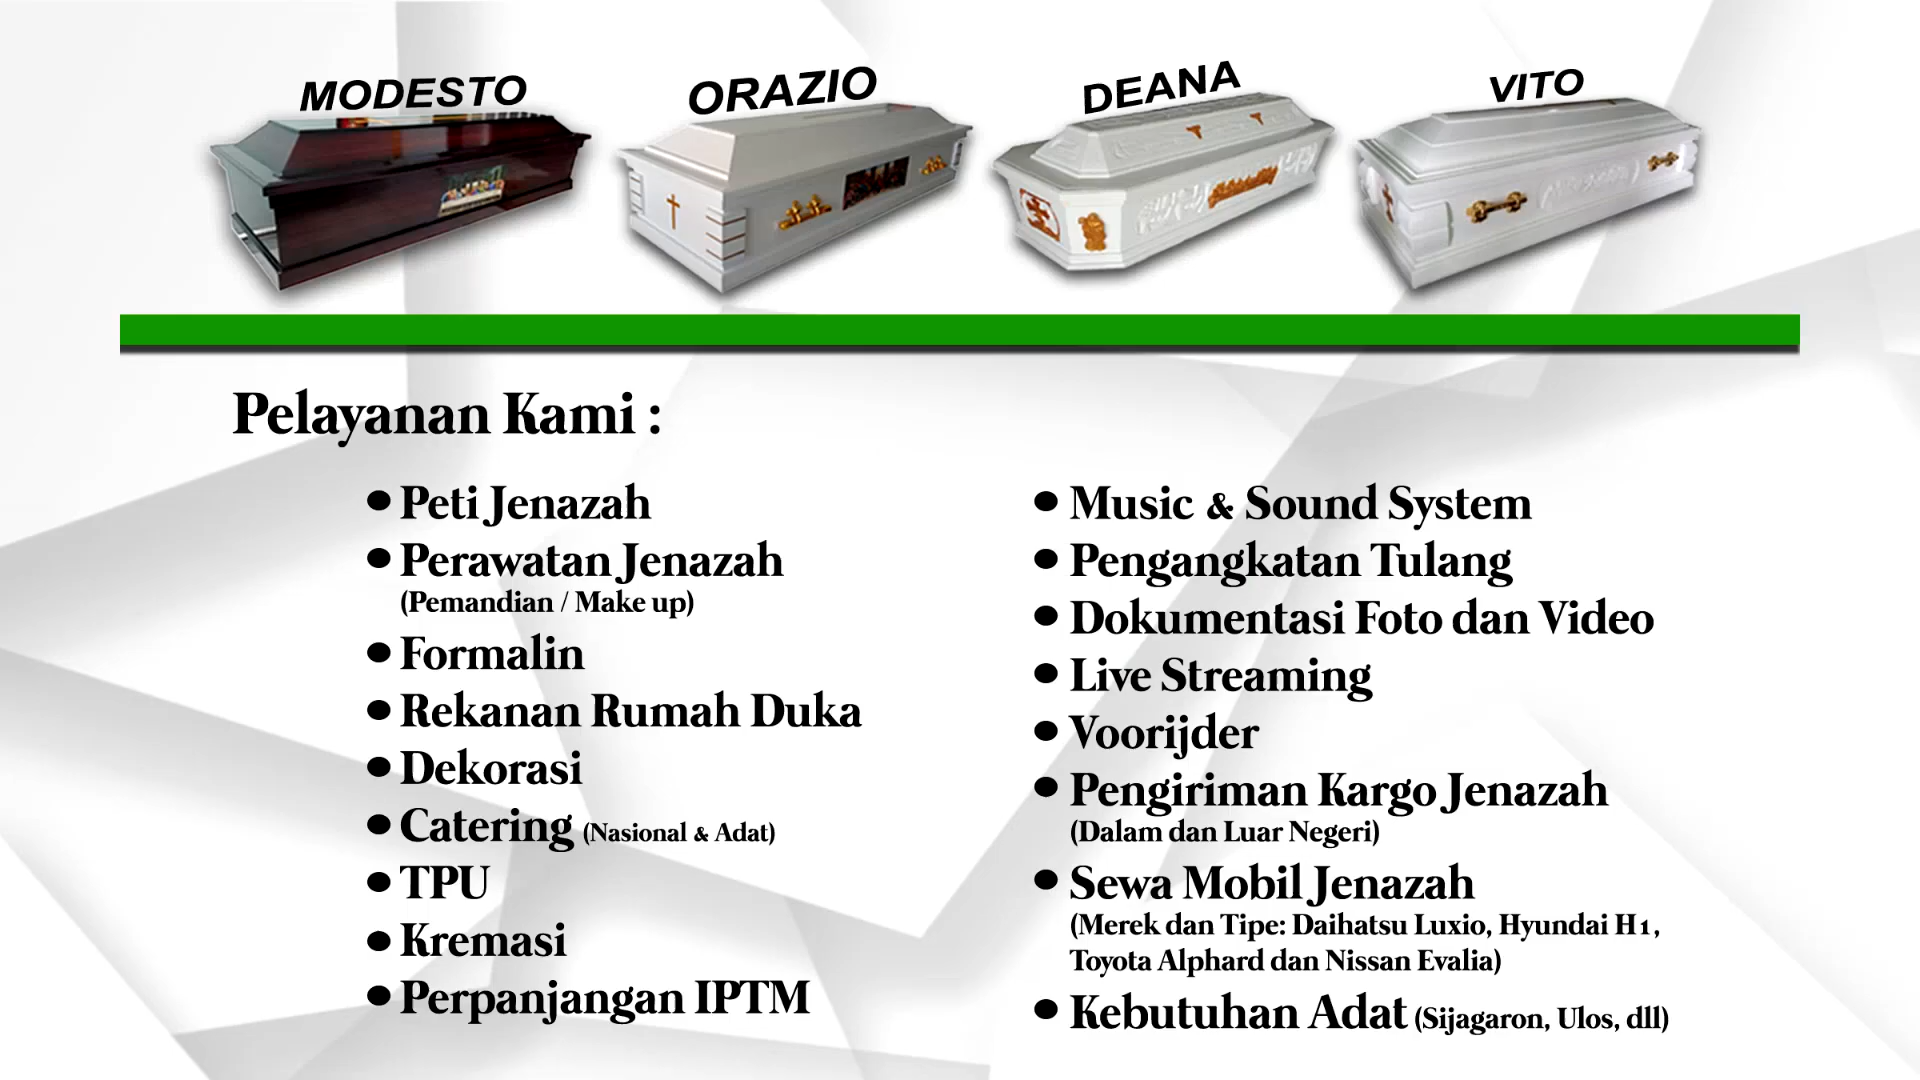 MODESTO
ORAZIO
DEANA
VITO
Pelayanan Kami :
• Peti Jenazah
• Perawatan Jenazah
(Pemandian / Make up)
• Formalin
• Rekanan Rumah Duka
• Dekorasi
• Catering (Nasional & Adat)
• TPU
• Kremasi
• Perpanjangan IPTM
• Music & Sound System
• Pengangkatan Tulang
• Dokumentasi Foto dan Video
• Live Streaming
• Voorijder
• Pengiriman Kargo Jenazah
(Dalam dan Luar Negeri)
• Sewa Mobil Jenazah
(Merek dan Tipe: Daihatsu Luxio, Hyundai H1,
Toyota Alphard dan Nissan Evalia)
• Kebutuhan Adat (Sijagaron, Ulos, dll)